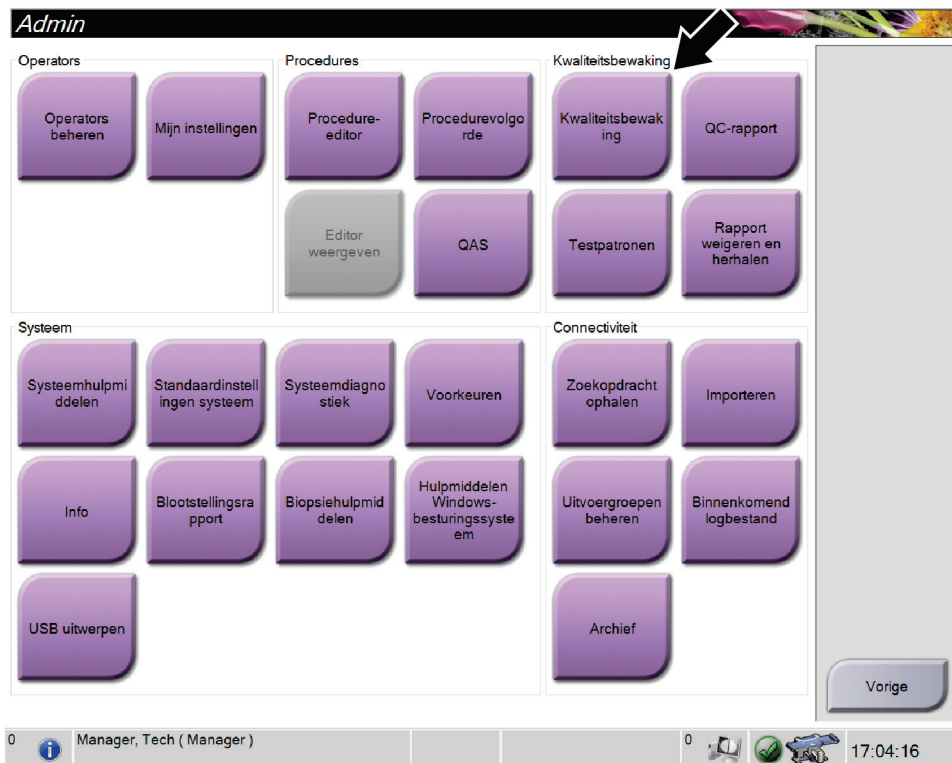 Admin
Operators
Operators
beheren
Mijn instellingen
Procedures
Procedure-
editor
Procedurevolgo
rde
Editor
weergeven
QAS
Kwaliteitsbewaking
Kwaliteitsbewak
ing
QC-rapport
Testpatronen
Rapport
weigeren en
herhalen
Systeem
Systeemhulpmi
ddelen
Standaardinstell
ingen systeem
Systeemdiagno
stiek
Voorkeuren
Info
Blootstellingsra
pport
Biopsiehulpmid
delen
Hulpmiddelen
Windows-
besturingssyste
em
USB uitwerpen
Connectiviteit
Zoekopdracht
ophalen
Importeren
Uitvoergroepen
beheren
Binnenkomend
logbestand
Archief
Vorige
0
Manager, Tech ( Manager )
0
17:04:16